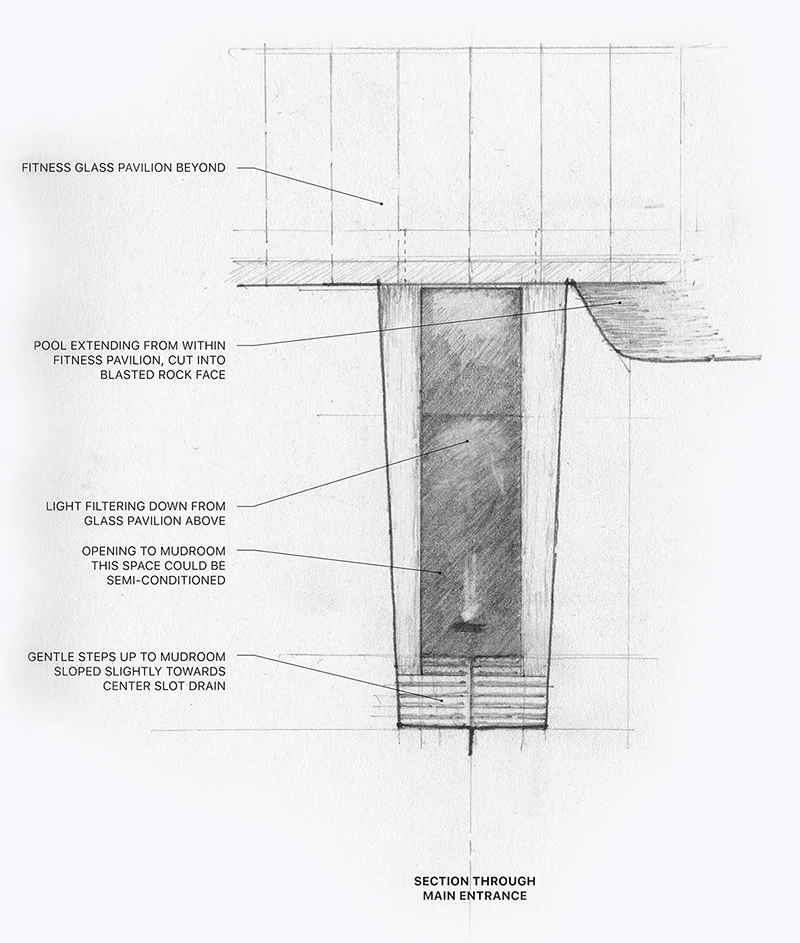 FITNESS GLASS PAVILION BEYOND
POOL EXTENDING FROM WITHIN
FITNESS PAVILION, CUT INTO
BLASTED ROCK FACE
LIGHT FILTERING DOWN FROM
GLASS PAVILION ABOVE
OPENING TO MUDROOM
THIS SPACE COULD BE
SEMI-CONDITIONED
GENTLE STEPS UP TO MUDROOM
SLOPED SLIGHTLY TOWARDS
CENTER SLOT DRAIN
SECTION THROUGH
MAIN ENTRANCE